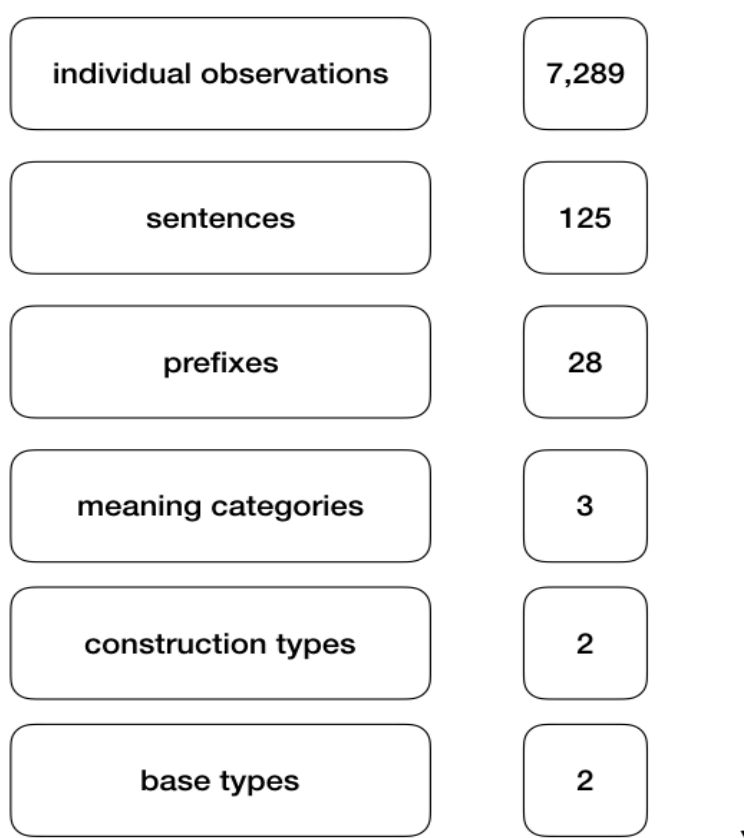 individual observations 7,289
sentences 125
prefixes 28
meaning categories 3
construction types 2
base types 2